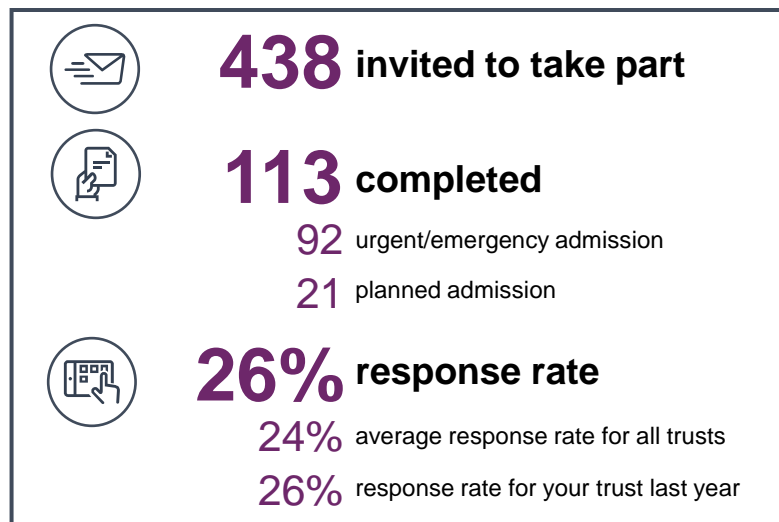 438 invited to take part
113 completed
92 urgent/emergency admission
21 planned admission
26% response rate
24% average response rate for all trusts
26% response rate for your trust last year